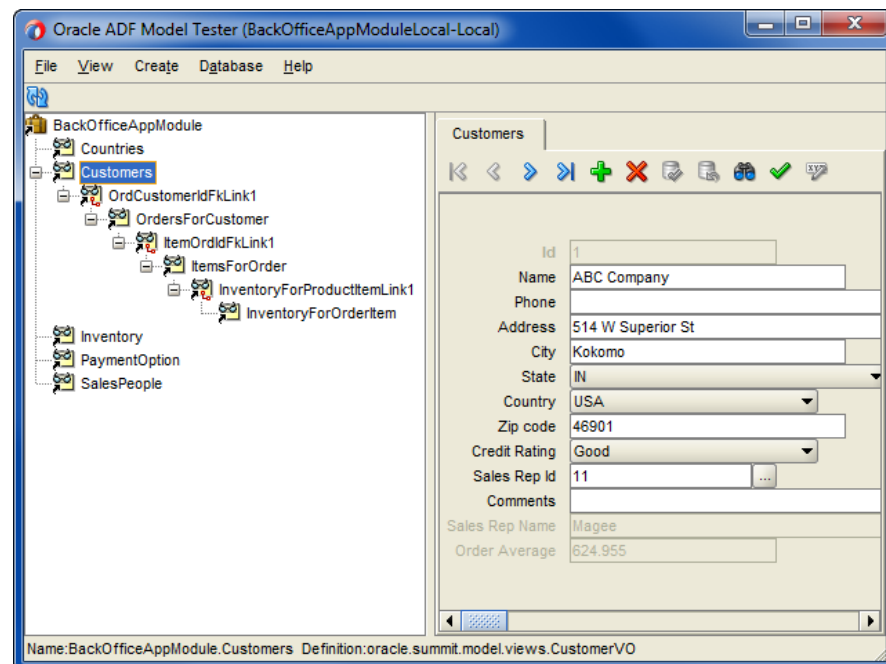 Oracle ADF Model Tester (BackOfficeAppModuleLocal-Local)
File View Create Database Help
BackOfficeAppModule
Countries
Customers
OrdCustomerIdFkLink1
OrdersForCustomer
ItemOrdIdFkLink1
ItemsForOrder
InventoryForProductItemLink1
InventoryForOrderItem
Inventory
PaymentOption
SalesPeople
Customers
Id 1
Name ABC Company
Phone
Address 514 W Superior St
City Kokomo
State IN
Country USA
Zip code 46901
Credit Rating Good
Sales Rep Id 11 ...
Comments
Sales Rep Name Magee
Order Average 624.955
Name:BackOfficeAppModule.Customers Definition:oracle.summit.model.views.CustomerVO